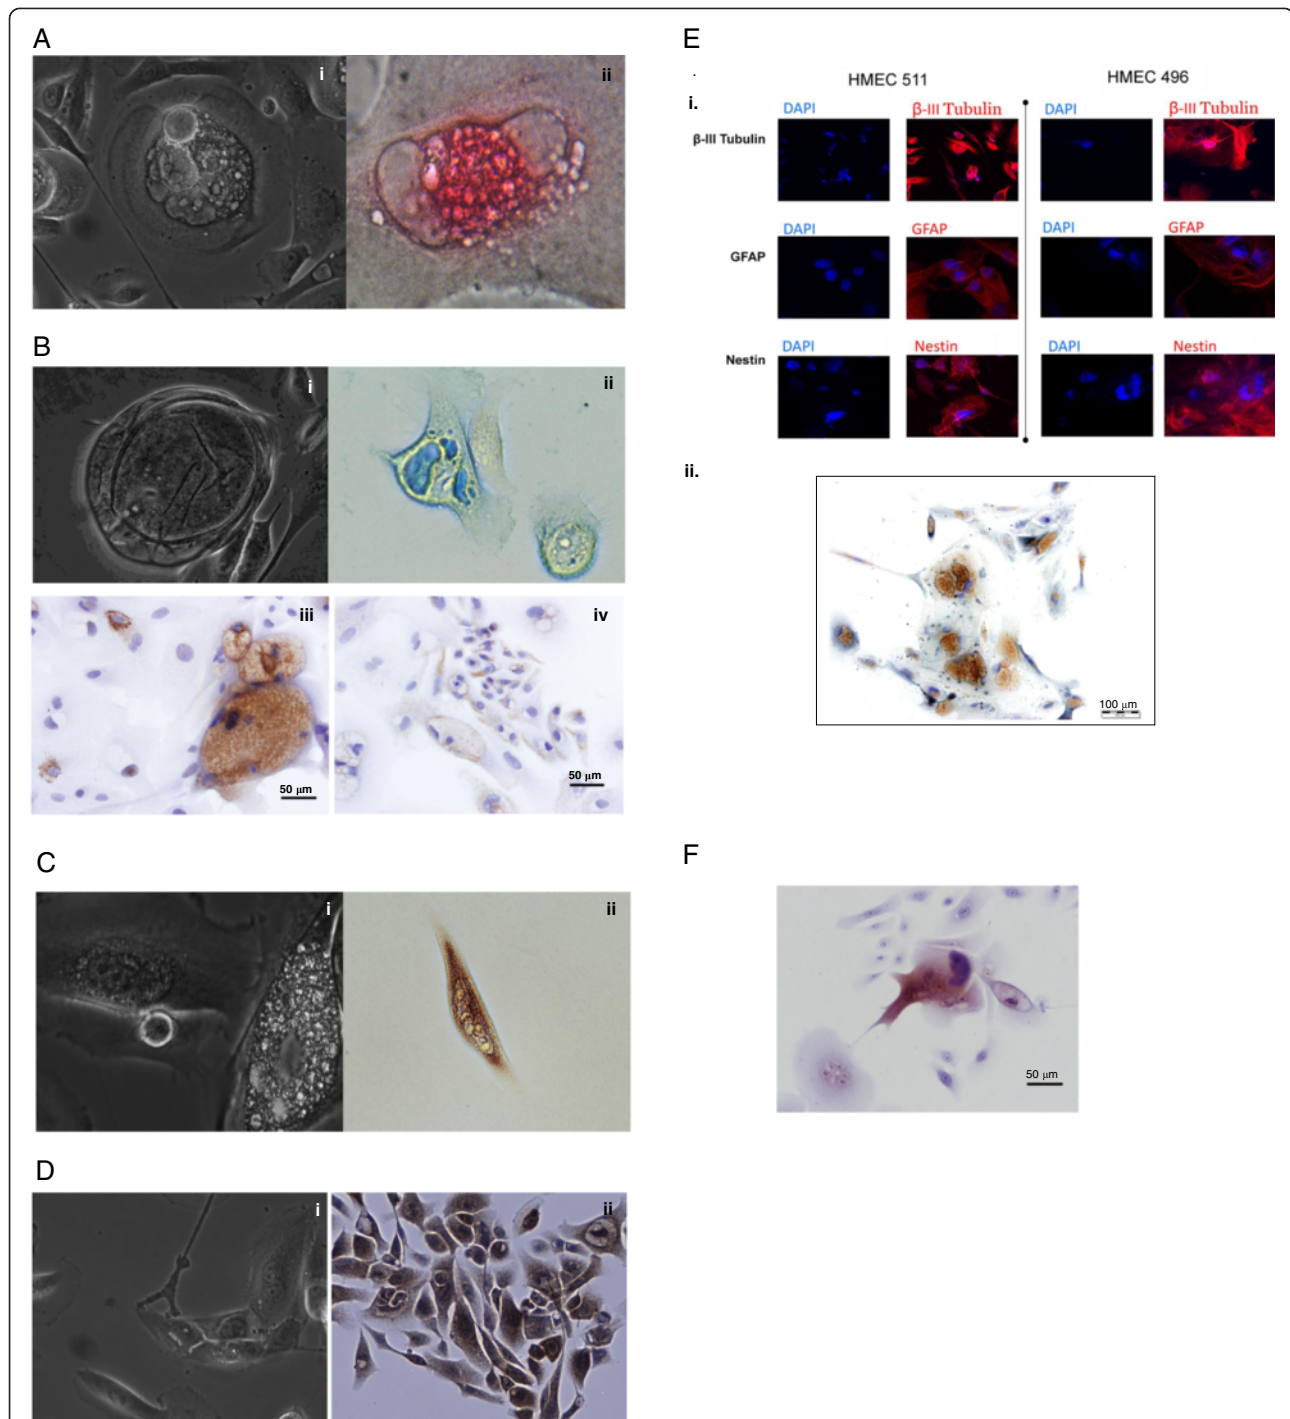 A
i
ii
B
i
ii
iii
50 μm
iv
50 μm
C
i
ii
D
i
ii
E
HMEC 511
HMEC 496
i.
DAPI
β-III Tubulin
DAPI
β-III Tubulin
β-III Tubulin
DAPI
GFAP
DAPI
GFAP
GFAP
DAPI
Nestin
DAPI
Nestin
Nestin
ii.
100 μm
F
50 μm